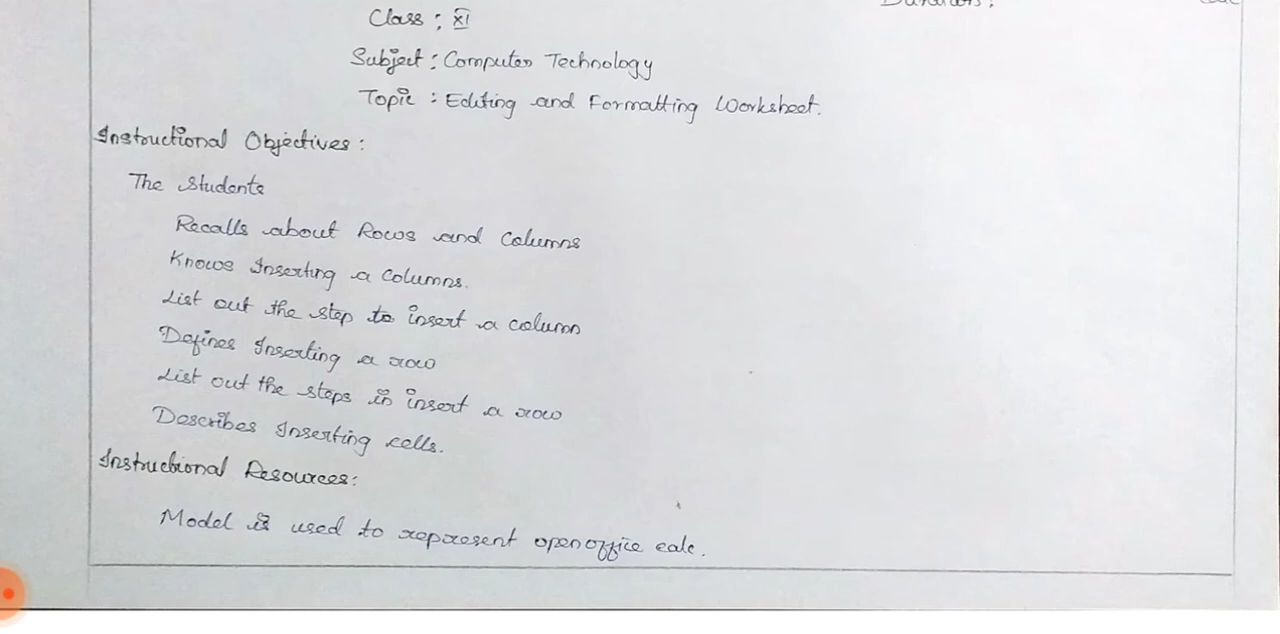 Class : XI
Subject : Computer Technology
Topic : Editing and Formatting Worksheet.
Instructional Objectives :
The Students
Recalls about Rows and Columns
Knows Inserting a Columns.
List out the step to insert a column
Defines Inserting a row
List out the steps in insert a row
Describes Inserting cells.
Instructional Resources :
Model is used to represent open office calc.